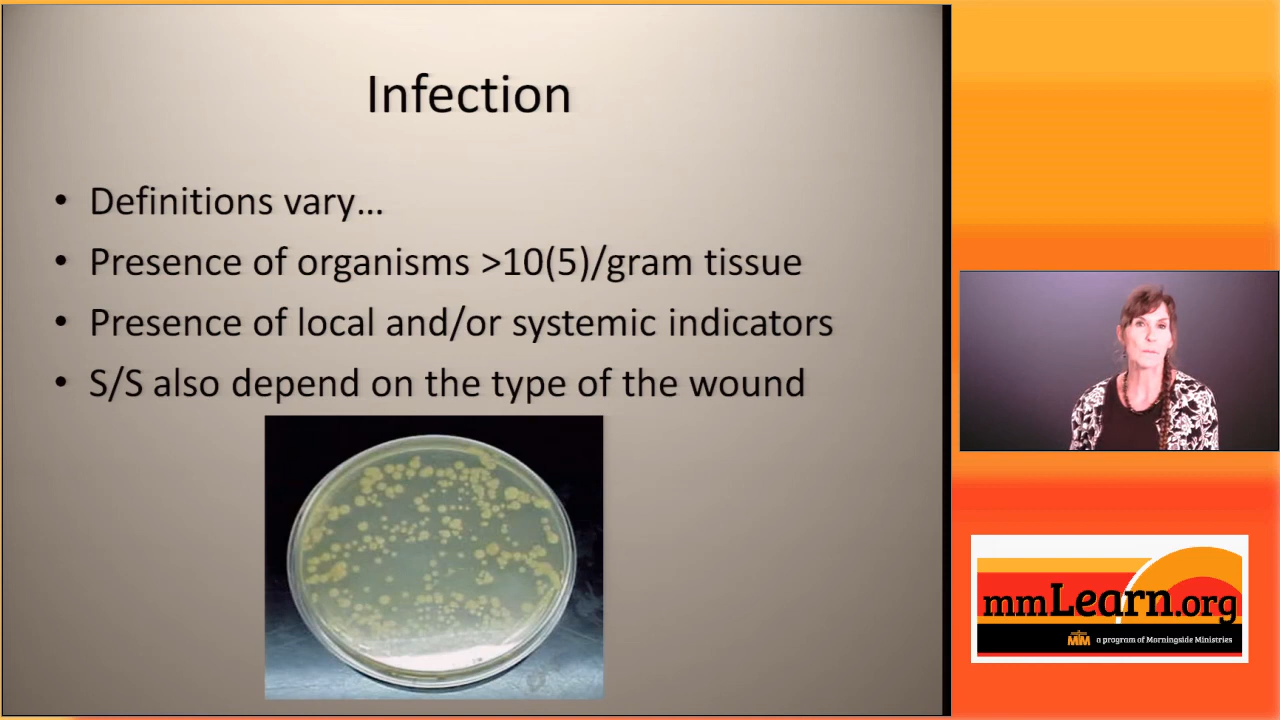 Infection
• Definitions vary...
• Presence of organisms >10(5)/gram tissue
• Presence of local and/or systemic indicators
• S/S also depend on the type of the wound
mmLearn.org
MM a program of Morningside Ministries